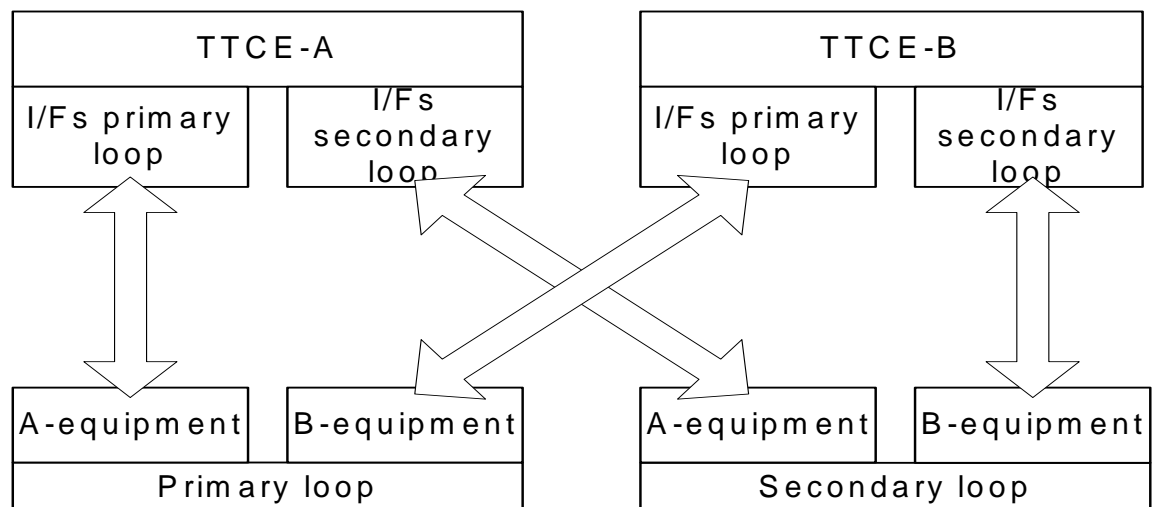 TTCE-A
TTCE-B
I/Fs primary
loop
I/Fs
secondary
loop
I/Fs primary
loop
I/Fs
secondary
loop
A-equipment
B-equipment
A-equipment
B-equipment
Primary loop
Secondary loop